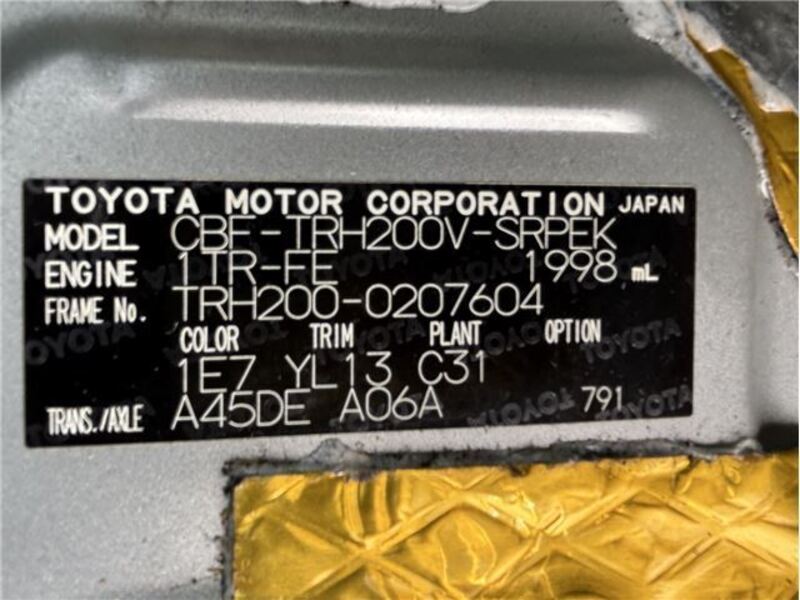 TOYOTA MOTOR CORPORATION JAPAN
MODEL CBF-TRH200V-SRPEK
ENGINE 1TR-FE 1998 mL
FRAME No. TRH200-0207604
COLOR TRIM PLANT OPTION
1E7 YL13 C31
TRANS./AXLE A45DE A06A 791